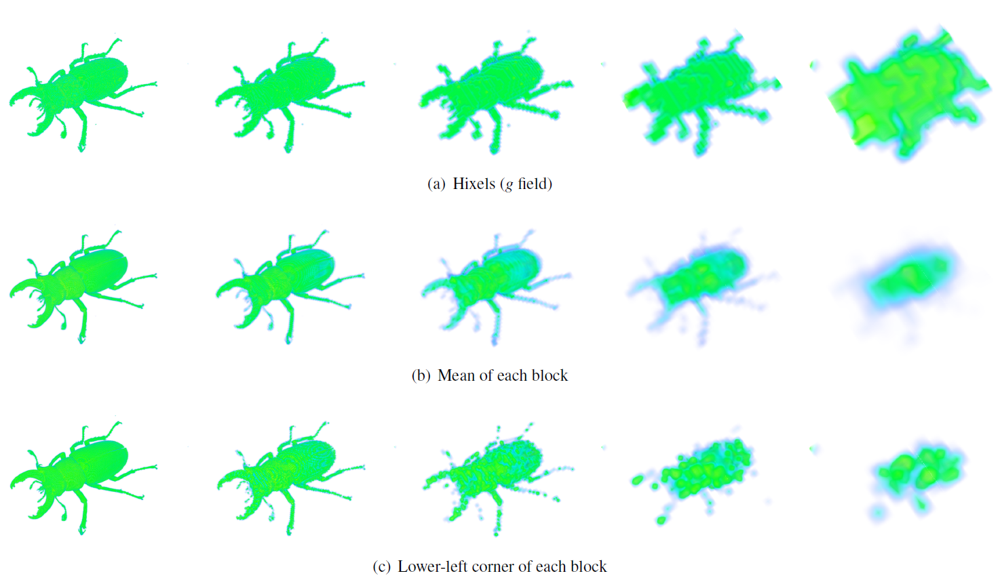 (a) Hixels (g field)
(b) Mean of each block
(c) Lower-left corner of each block